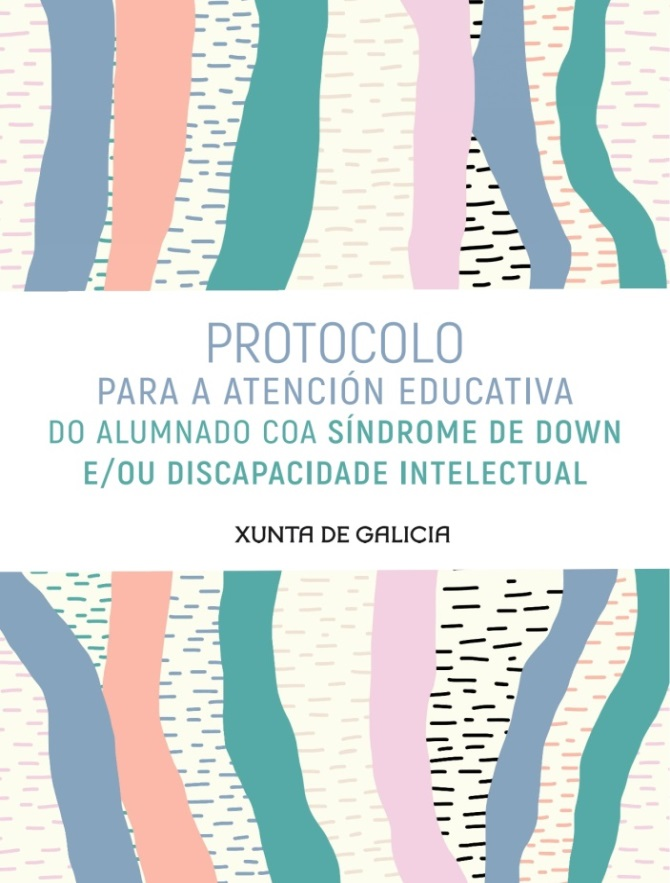 PROTOCOLO
PARA A ATENCIÓN EDUCATIVA
DO ALUMNADO COA SÍNDROME DE DOWN
E/OU DISCAPACIDADE INTELECTUAL
XUNTA DE GALICIA